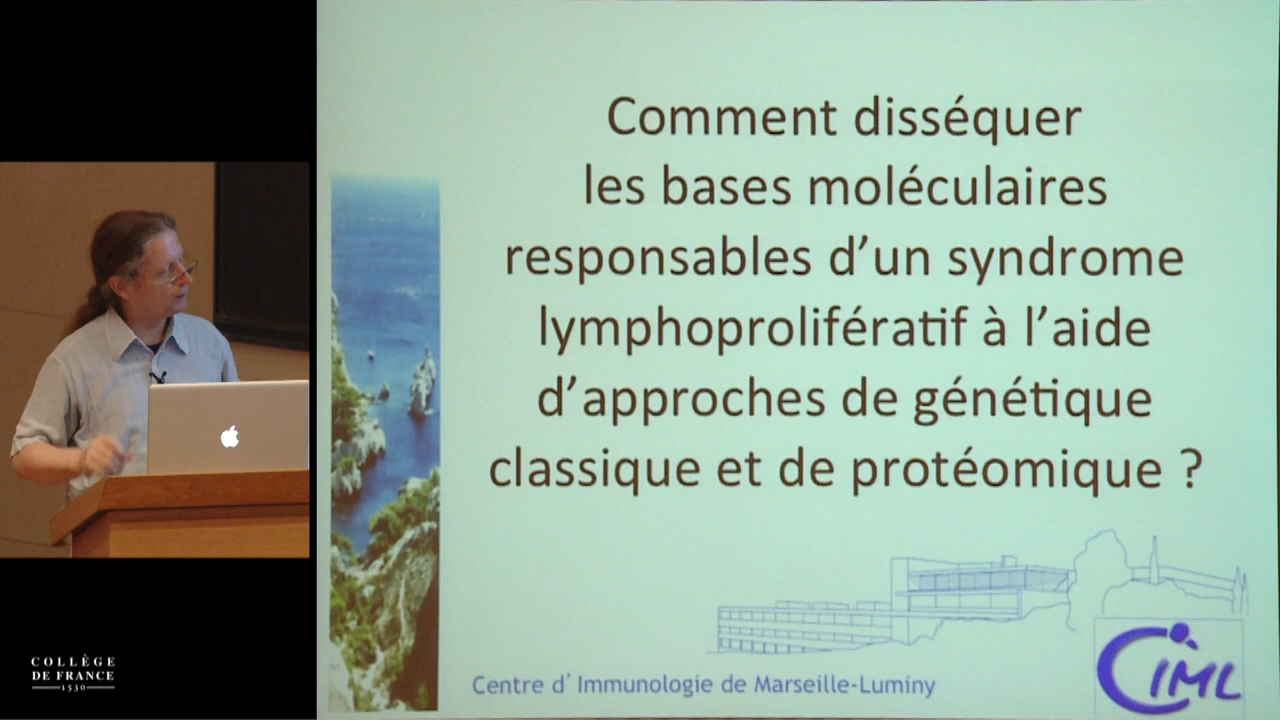 Comment disséquer
les bases moléculaires
responsables d’un syndrome
lymphoprolifératif à l’aide
d’approches de génétique
classique et de protéomique ?
Centre d’ Immunologie de Marseille-Luminy
CIML
COLLÈGE
DE FRANCE
1530